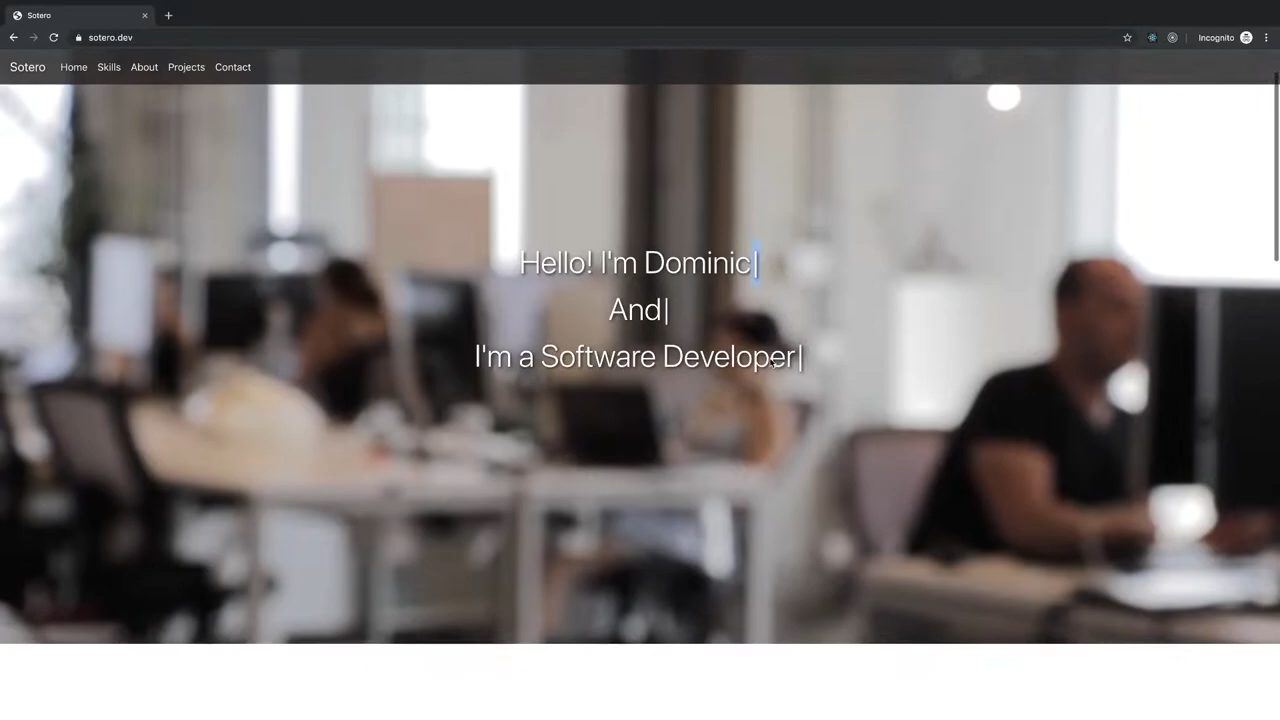 Sotero
sotero.dev
Incognito
Sotero Home Skills About Projects Contact
Hello! I'm Dominic|
And|
I'm a Software Developer|